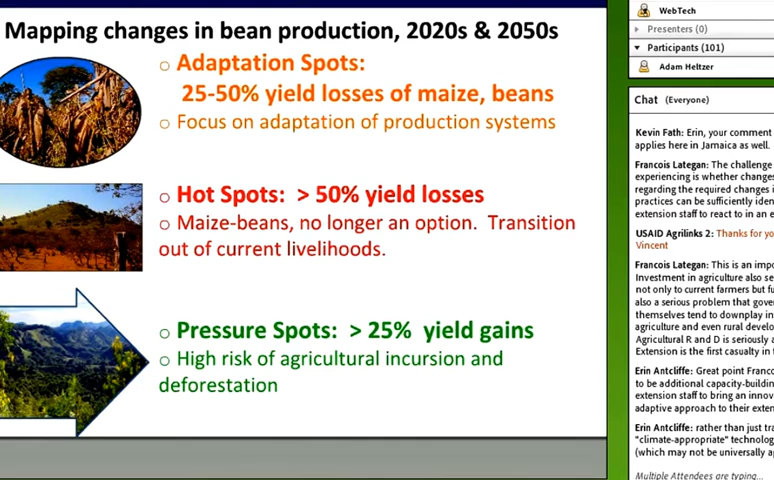 Mapping changes in bean production, 2020s & 2050s
○ Adaptation Spots:
25-50% yield losses of maize, beans
○ Focus on adaptation of production systems
○ Hot Spots: > 50% yield losses
○ Maize-beans, no longer an option. Transition
out of current livelihoods.
○ Pressure Spots: > 25% yield gains
○ High risk of agricultural incursion and
deforestation
WebTech
Presenters (0)
Participants (101)
Adam Heltzer
Chat (Everyone)
Kevin Fath: Erin, your comment
applies here in Jamaica as well.
Francois Lategan: The challenge
experiencing is whether changes
regarding the required changes i
practices can be sufficiently iden
extension staff to react to in an e
USAID Agrilinks 2: Thanks for yo
Vincent
Francois Lategan: This is an impo
Investment in agriculture also se
not only to current farmers but fu
also a serious problem that gove
themselves tend to downplay in
agriculture and even rural develo
Agricultural R and D is seriously a
Extension is the first casualty in
Erin Antcliffe: Great point Franco
to be additional capacity-buildin
extension staff to bring an innov
adaptive approach to their exten
Erin Antcliffe: rather than just tra
"climate-appropriate" technolog
(which may not be universally ap
Multiple Attendees are typing...